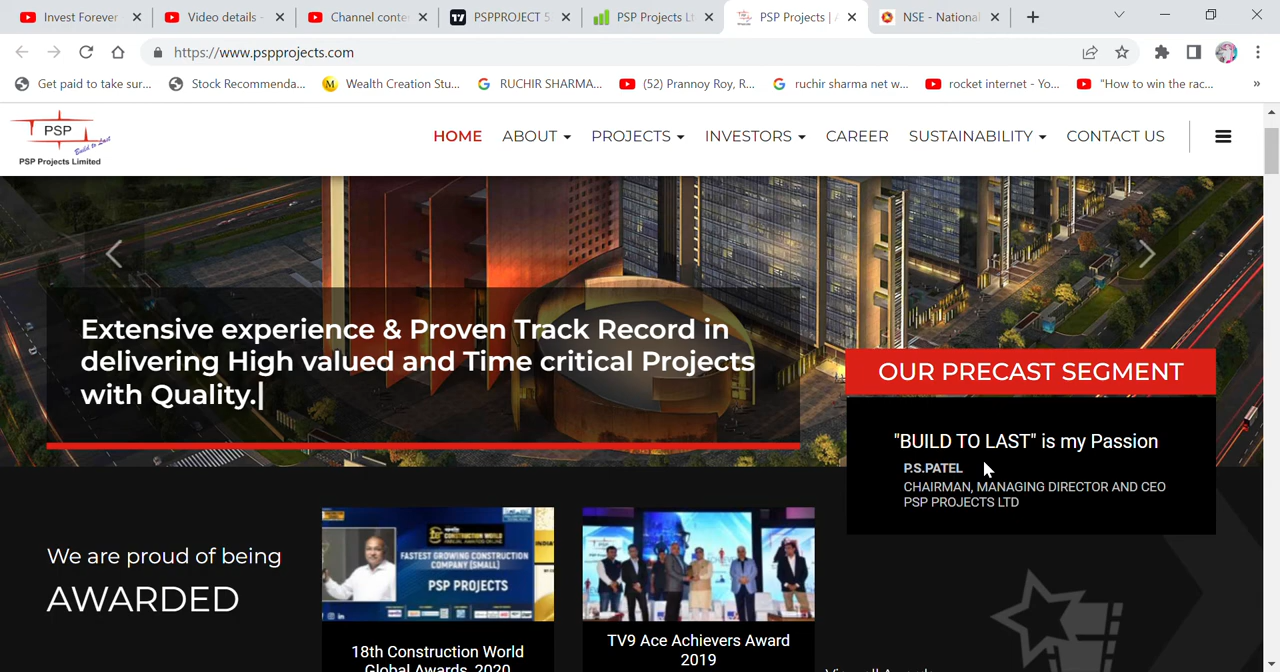 Invest Forever
Video details -
Channel conte
PSPPROJECT 5
PSP Projects Lt
PSP Projects | A
NSE - National
https://www.pspprojects.com
Get paid to take sur...
Stock Recommenda...
Wealth Creation Stu...
RUCHIR SHARMA...
(52) Prannoy Roy, R...
ruchir sharma net w...
rocket internet - Yo...
"How to win the rac...
»
PSP
Build to Last
PSP Projects Limited
HOME
ABOUT
PROJECTS
INVESTORS
CAREER
SUSTAINABILITY
CONTACT US
Extensive experience & Proven Track Record in
delivering High valued and Time critical Projects
with Quality.|
OUR PRECAST SEGMENT
"BUILD TO LAST" is my Passion
P.S.PATEL
CHAIRMAN, MANAGING DIRECTOR AND CEO
PSP PROJECTS LTD
We are proud of being
AWARDED
CONSTRUCTION WORLD
FASTEST GROWING CONSTRUCTION
COMPANY (SMALL)
PSP PROJECTS
18th Construction World
Global Awards, 2020
TV9 Ace Achievers Award
2019
View all Awards